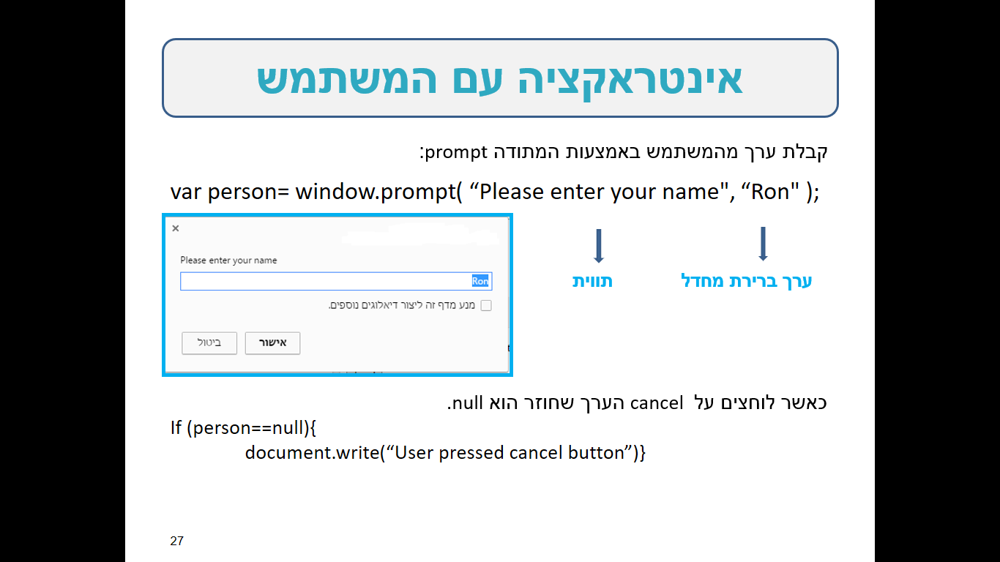 אינטראקציה עם המשתמש
קבלת ערך מהמשתמש באמצעות המתודה prompt:
var person= window.prompt( “Please enter your name", “Ron" );
×
Please enter your name
Ron
מנע מדף זה ליצור דיאלוגים נוספים.
אישור
ביטול
תווית
ערך ברירת מחדל
כאשר לוחצים על  cancel הערך שחוזר הוא null.
If (person==null){
document.write(“User pressed cancel button”)}
27